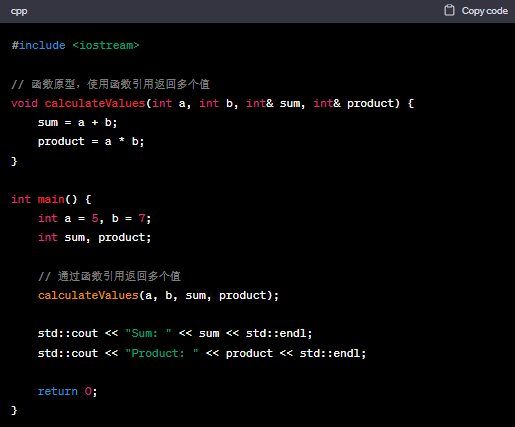 cpp
Copy code
#include <iostream>
// 函数原型，使用函数引用返回多个值
void calculateValues(int a, int b, int& sum, int& product) {
    sum = a + b;
    product = a * b;
}
int main() {
    int a = 5, b = 7;
    int sum, product;
    // 通过函数引用返回多个值
    calculateValues(a, b, sum, product);
    std::cout << "Sum: " << sum << std::endl;
    std::cout << "Product: " << product << std::endl;
    return 0;
}